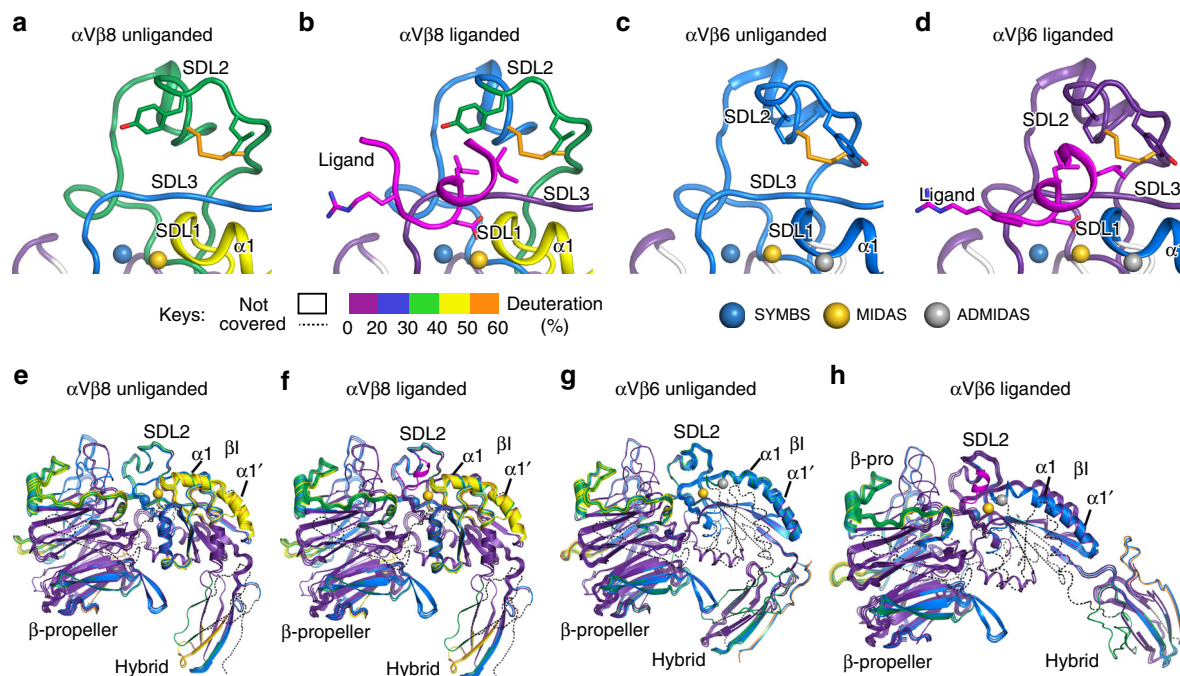 a
αVβ8 unliganded
SDL2
SDL3
SDL1
α1
b
αVβ8 liganded
SDL2
Ligand
SDL3
SDL1
α1
c
αVβ6 unliganded
SDL2
SDL3
SDL1
α1
d
αVβ6 liganded
SDL2
Ligand
SDL3
SDL1
α1
Keys: Not covered
0 20 30 40 50 60
Deuteration (%)
SYMBS MIDAS ADMIDAS
e
αVβ8 unliganded
SDL2
α1
βI
α1′
β-propeller
Hybrid
f
αVβ8 liganded
SDL2
α1
βI
α1′
β-propeller
Hybrid
g
αVβ6 unliganded
SDL2
βI
α1
α1′
β-propeller
Hybrid
h
αVβ6 liganded
SDL2
β-pro
α1
βI
α1′
β-propeller
Hybrid